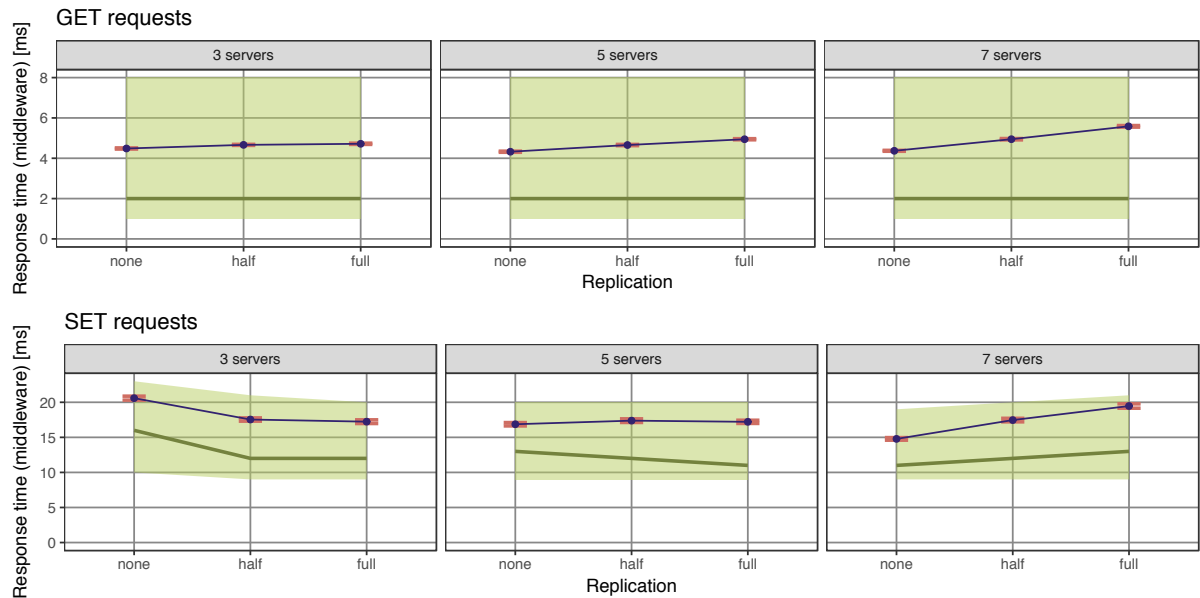 GET requests
Response time (middleware) [ms]
3 servers
5 servers
7 servers
8
6
4
2
0
none
half
full
none
half
full
none
half
full
Replication
SET requests
Response time (middleware) [ms]
3 servers
5 servers
7 servers
20
15
10
5
0
none
half
full
none
half
full
none
half
full
Replication